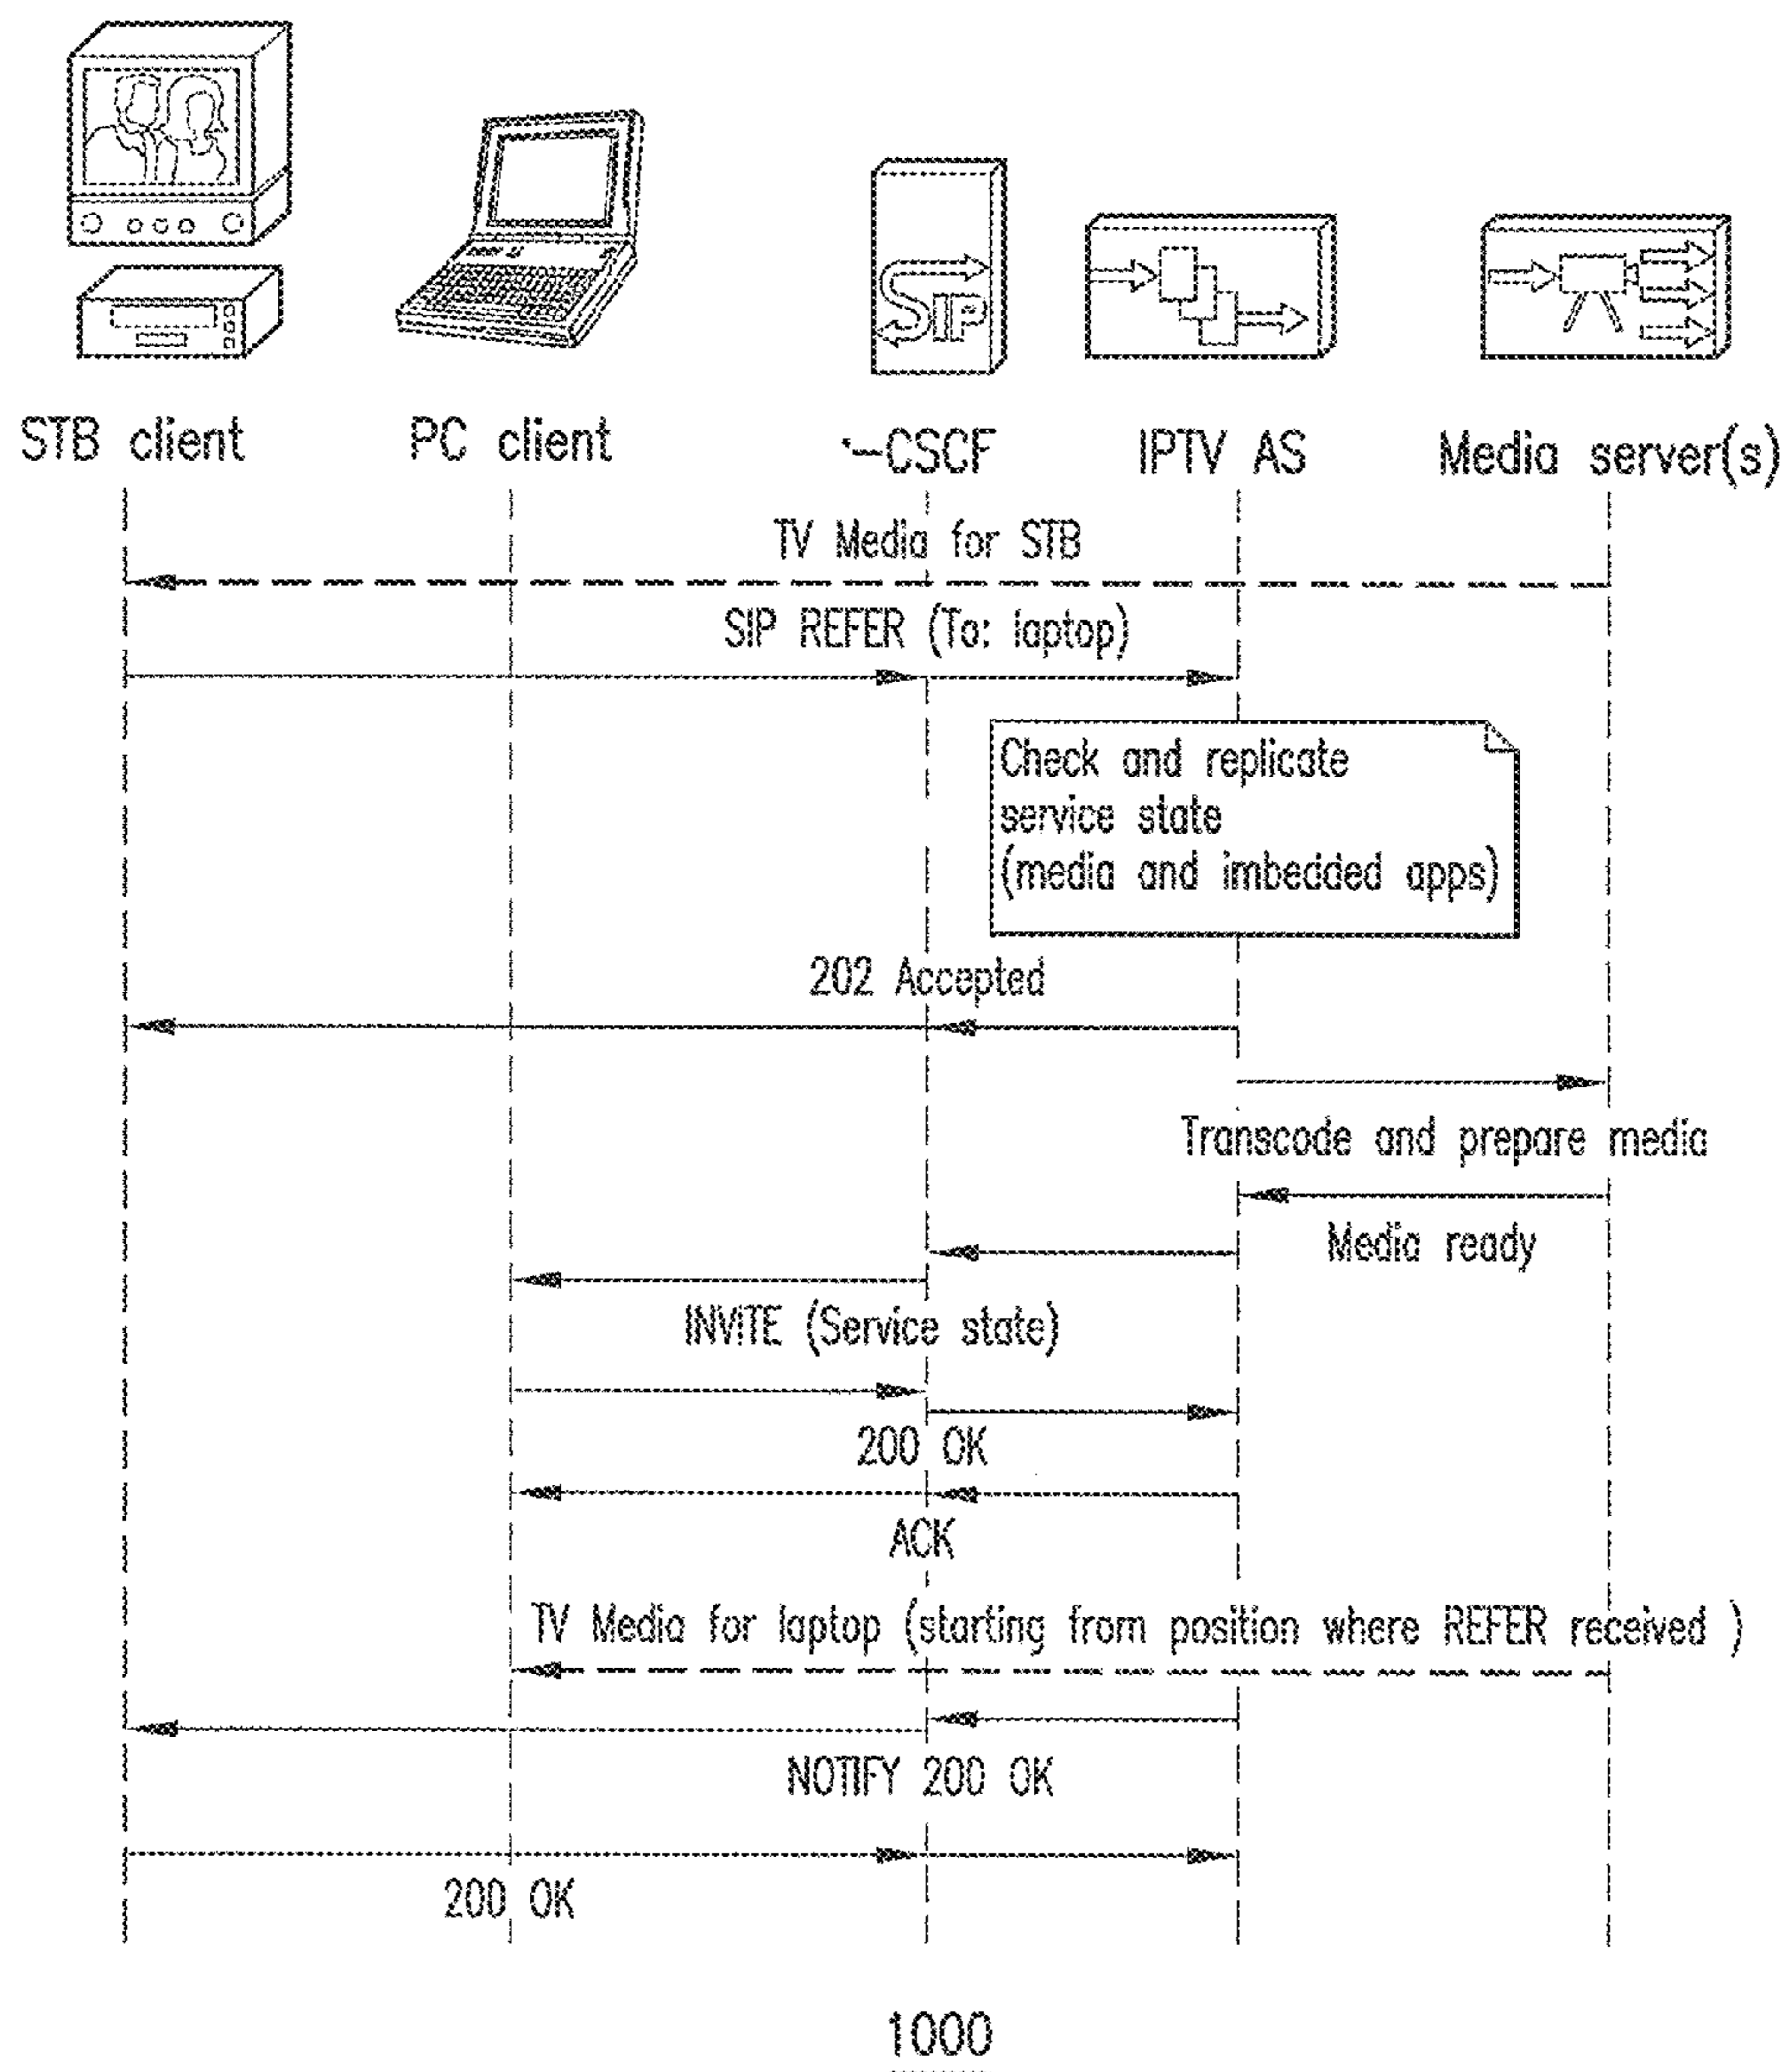 SIP
STB client
PC client
*-CSCF
IPTV AS
Media server(s)
TV Media for STB
SIP REFER (To: laptop)
Check and replicate
service state
(media and imbedded apps)
202 Accepted
Transcode and prepare media
Media ready
INVITE (Service state)
200 OK
ACK
TV Media for laptop (starting from position where REFER received )
NOTIFY 200 OK
200 OK
1000